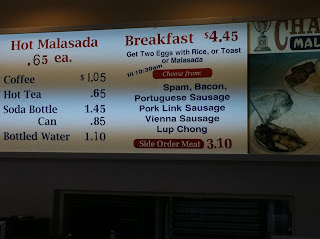 Hot Malasada
.65 ea.
Coffee $1.05
Hot Tea .65
Soda Bottle 1.45
Can .85
Bottled Water 1.10
Breakfast $4.45
Get Two Eggs with Rice, or Toast
or Malasada
til 10:30am
Choose from:
Spam, Bacon,
Portuguese Sausage
Pork Link Sausage
Vienna Sausage
Lup Chong
Side Order Meat 3.10